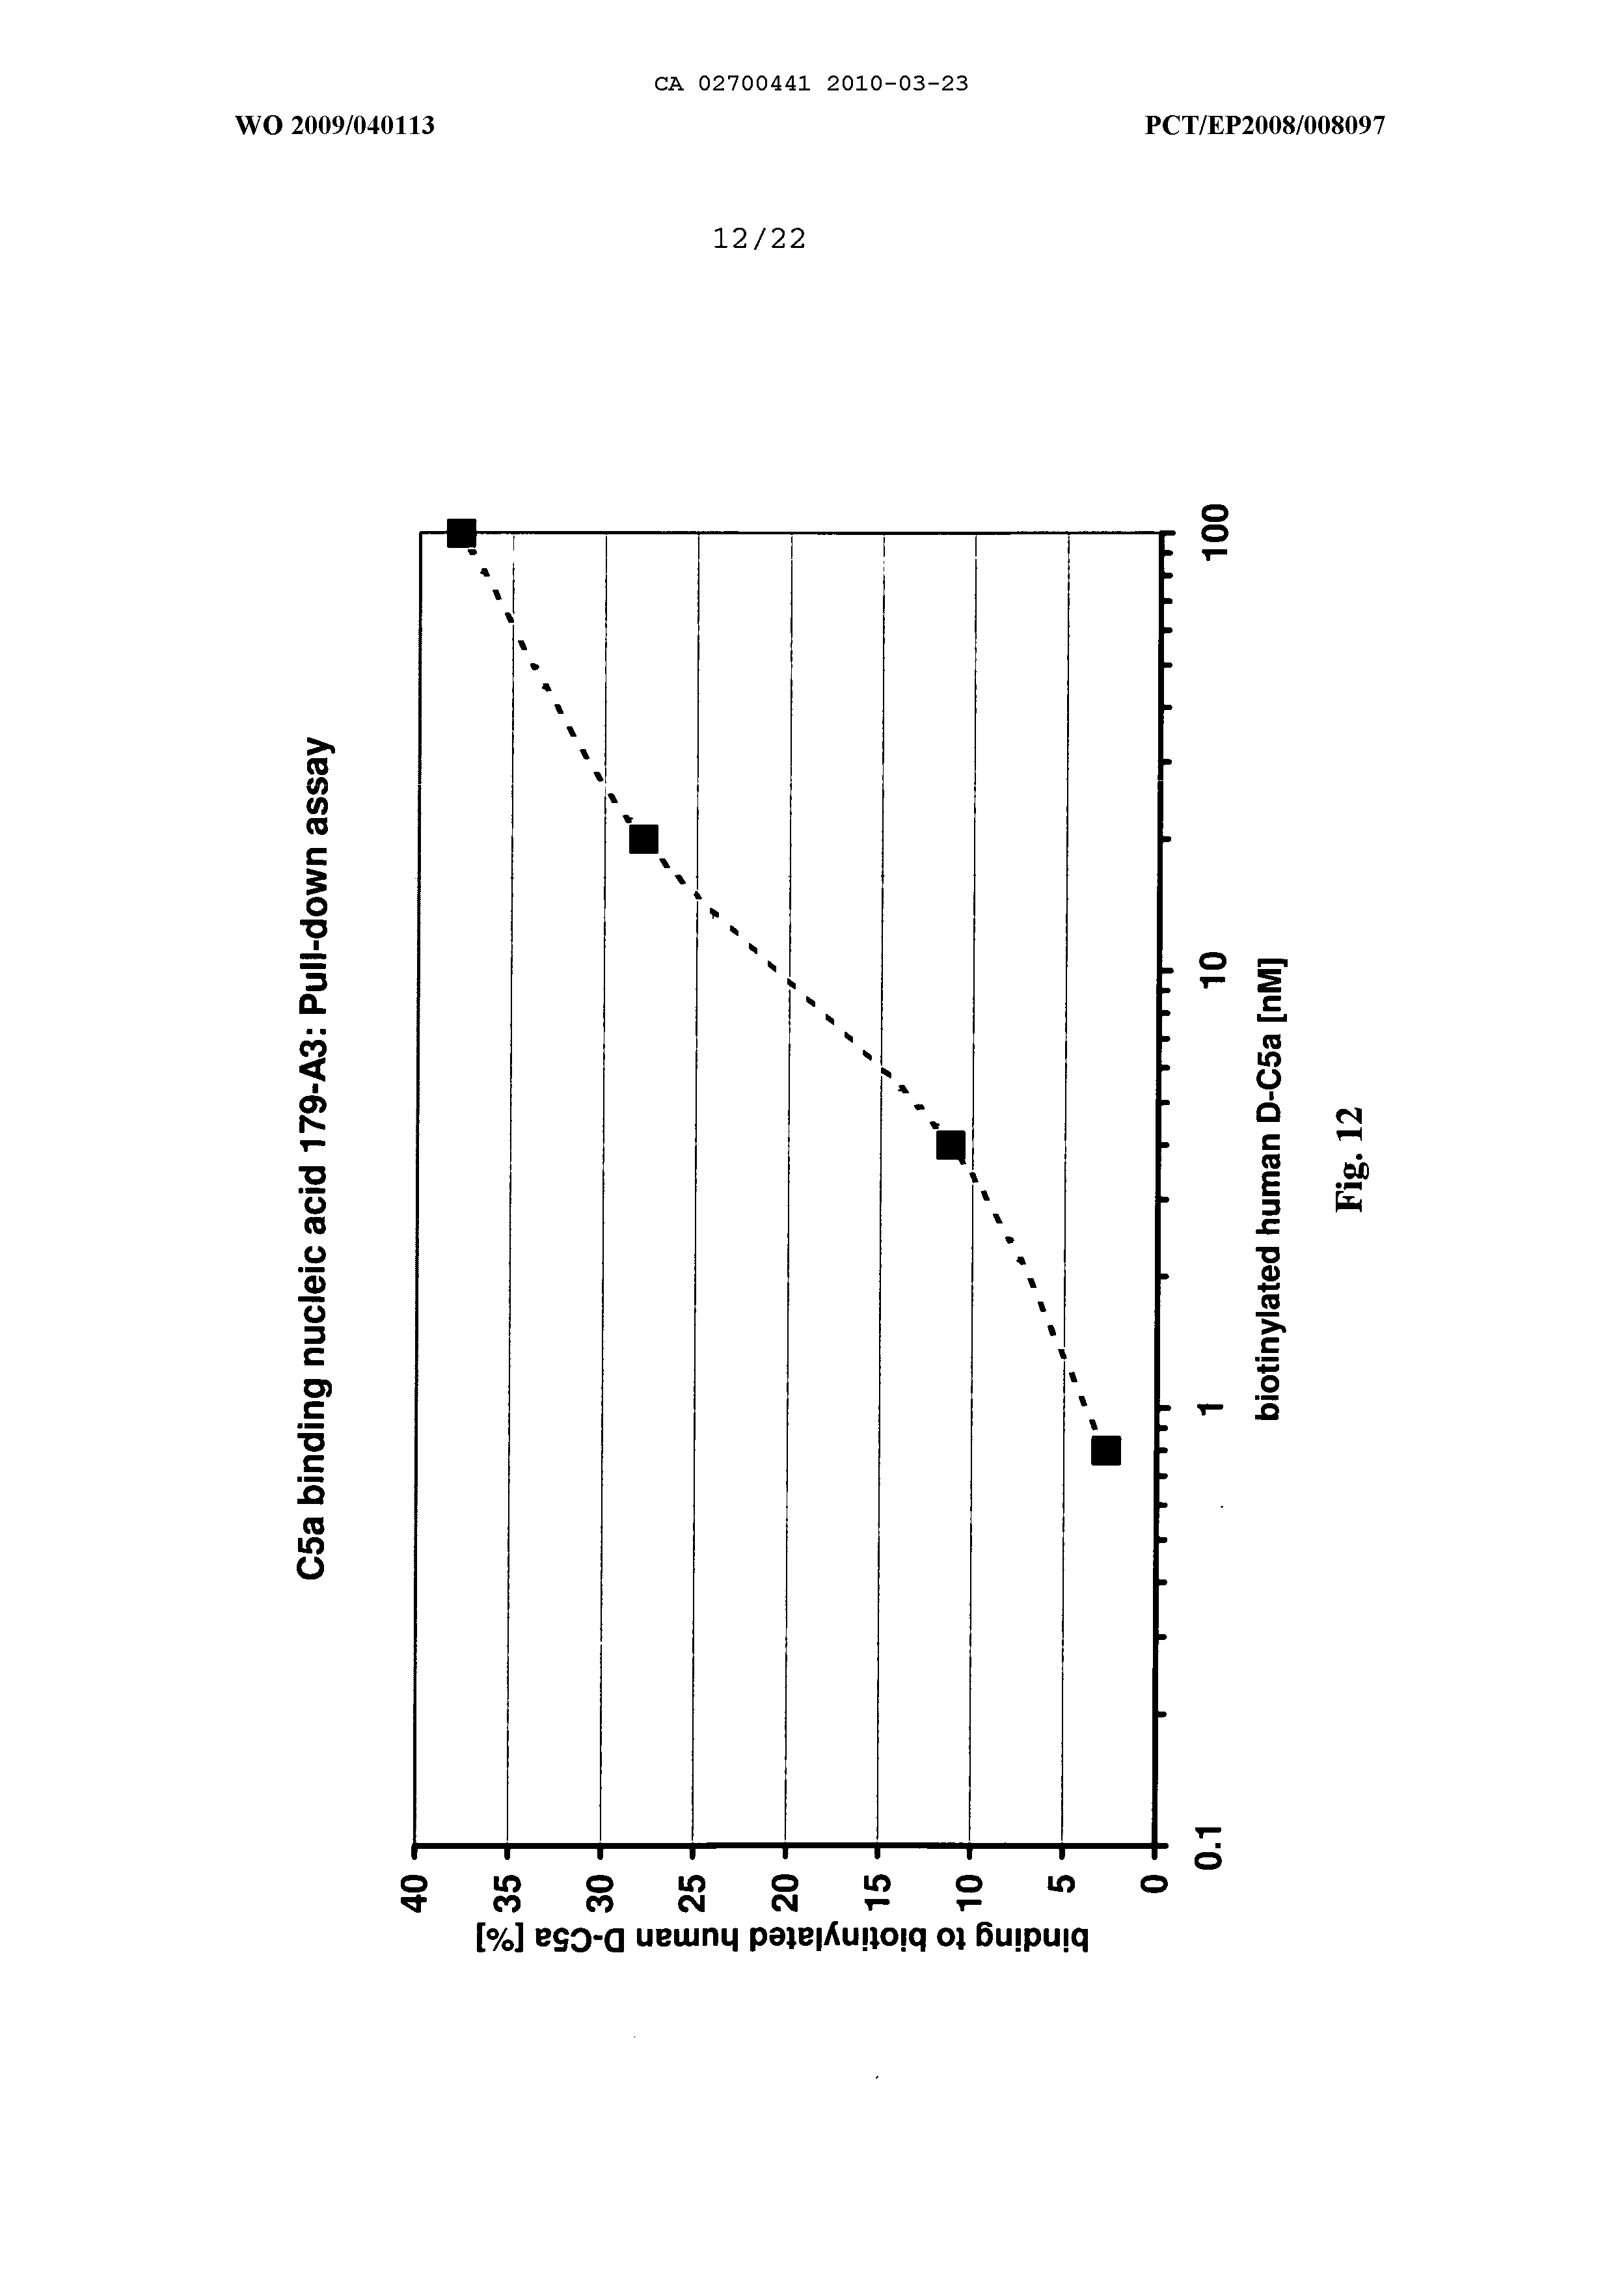 CA 02700441 2010-03-23
WO 2009/040113
PCT/EP2008/008097
12/22
C5a binding nucleic acid 179-A3: Pull-down assay
binding to biotinylated human D-C5a [%]
40
35
30
25
20
15
10
5
0
0.1
1
10
100
biotinylated human D-C5a [nM]
Fig. 12